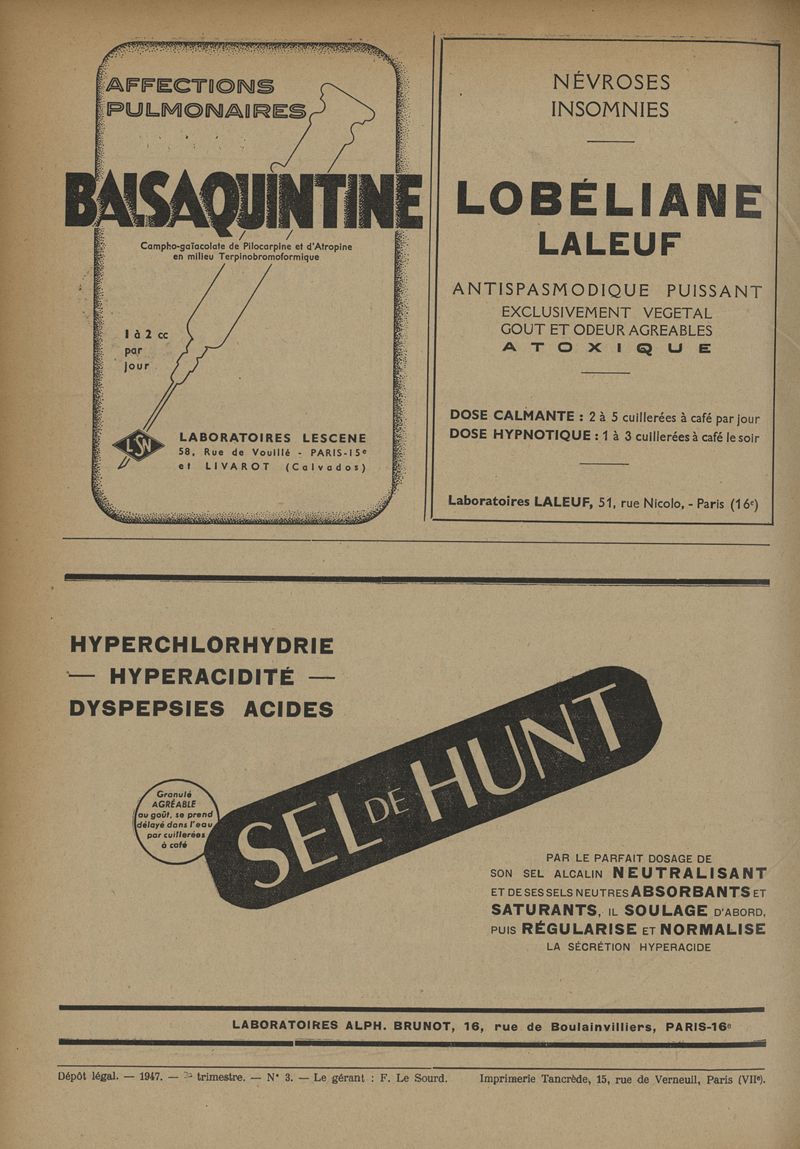 AFFECTIONS
PULMONAIRES
BALSAQUINTINE
Campho-gaïacolate de Pilocarpine et d'Atropine
en milieu Terpinobromoformique
1 à 2 cc
par
jour
LSN
LABORATOIRES LESCENE
58, Rue de Vouillé - PARIS-15e
et LIVAROT (Calvados)
NÉVROSES
INSOMNIES
LOBÉLIANE
LALEUF
ANTISPASMODIQUE PUISSANT
EXCLUSIVEMENT VEGETAL
GOUT ET ODEUR AGREABLES
ATOXIQUE
DOSE CALMANTE : 2 à 5 cuillerées à café par jour
DOSE HYPNOTIQUE : 1 à 3 cuillerées à café le soir
Laboratoires LALEUF, 51, rue Nicolo, - Paris (16e)
HYPERCHLORHYDRIE
— HYPERACIDITÉ —
DYSPEPSIES ACIDES
Granulé
AGRÉABLE
au goût, se prend
délayé dans l'eau
par cuillerées
à café
SEL DE HUNT
PAR LE PARFAIT DOSAGE DE
SON SEL ALCALIN NEUTRALISANT
ET DE SES SELS NEUTRES ABSORBANTS ET
SATURANTS, IL SOULAGE D'ABORD,
PUIS RÉGULARISE ET NORMALISE
LA SÉCRÉTION HYPERACIDE
LABORATOIRES ALPH. BRUNOT, 16, rue de Boulainvilliers, PARIS-16e
Dépôt légal. — 1947. — trimestre. — N° 3. — Le gérant : F. Le Sourd. Imprimerie Tancrède, 15, rue de Verneuil, Paris (VIIe).